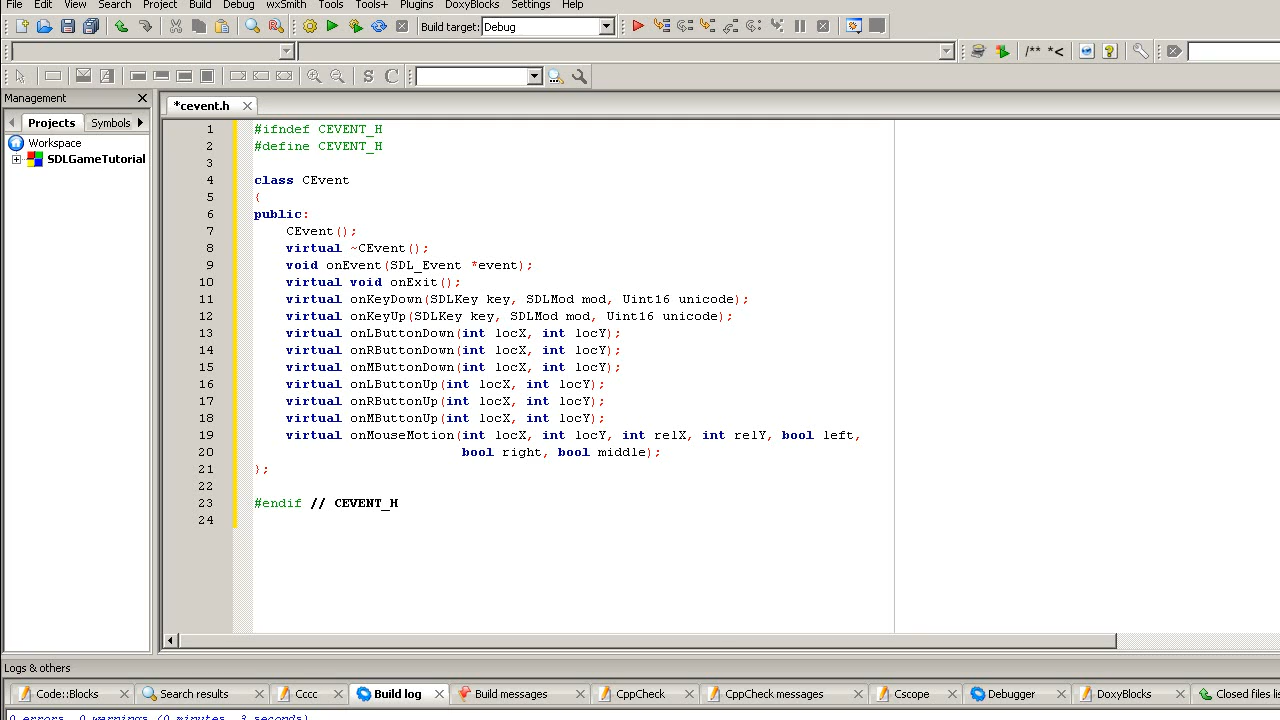 File Edit View Search Project Build Debug wxSmith Tools Tools+ Plugins DoxyBlocks Settings Help
Build target: Debug
/** *<
S C
Management
*cevent.h
Projects Symbols
Workspace
SDLGameTutorial
1 #ifndef CEVENT_H
2 #define CEVENT_H
3
4 class CEvent
5 {
6 public:
7 CEvent();
8 virtual ~CEvent();
9 void onEvent(SDL_Event *event);
10 virtual void onExit();
11 virtual onKeyDown(SDLKey key, SDLMod mod, Uint16 unicode);
12 virtual onKeyUp(SDLKey key, SDLMod mod, Uint16 unicode);
13 virtual onLButtonDown(int locX, int locY);
14 virtual onRButtonDown(int locX, int locY);
15 virtual onMButtonDown(int locX, int locY);
16 virtual onLButtonUp(int locX, int locY);
17 virtual onRButtonUp(int locX, int locY);
18 virtual onMButtonUp(int locX, int locY);
19 virtual onMouseMotion(int locX, int locY, int relX, int relY, bool left,
20 bool right, bool middle);
21 };
22
23 #endif // CEVENT_H
24
Logs & others
Code::Blocks Search results Cccc Build log Build messages CppCheck CppCheck messages Cscope Debugger DoxyBlocks Closed files lis
0 errors, 0 warnings (0 minutes, 3 seconds)